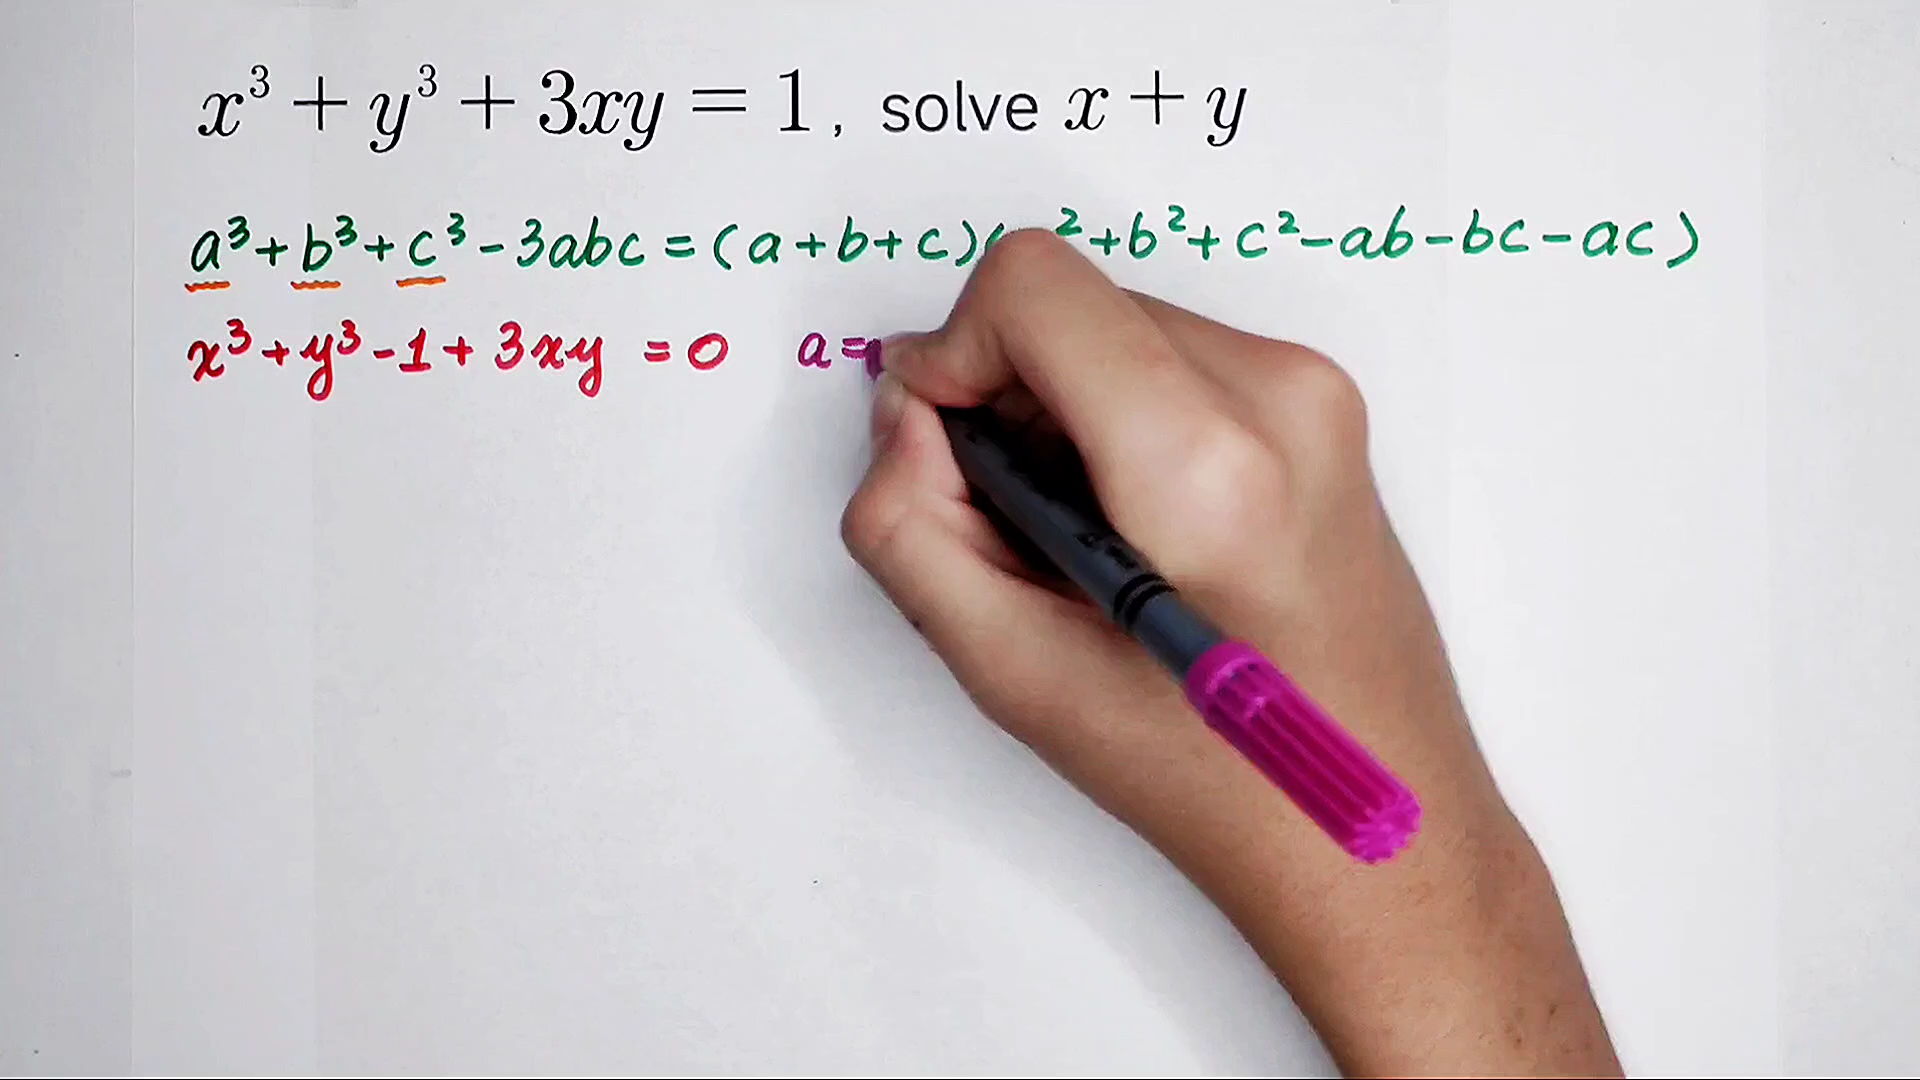 x³ + y³ + 3xy = 1, solve x + y
a³ + b³ + c³ - 3abc = (a + b + c)( ² + b² + c² - ab - bc - ac)
x³ + y³ - 1 + 3xy = 0 a =